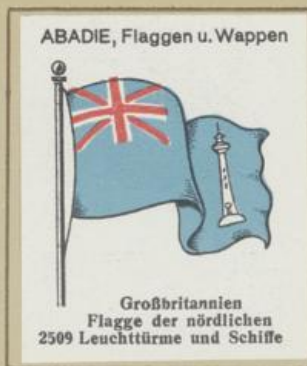 ABADIE, Flaggen u. Wappen
Großbritannien
Flagge der nördlichen
2509 Leuchttürme und Schiffe